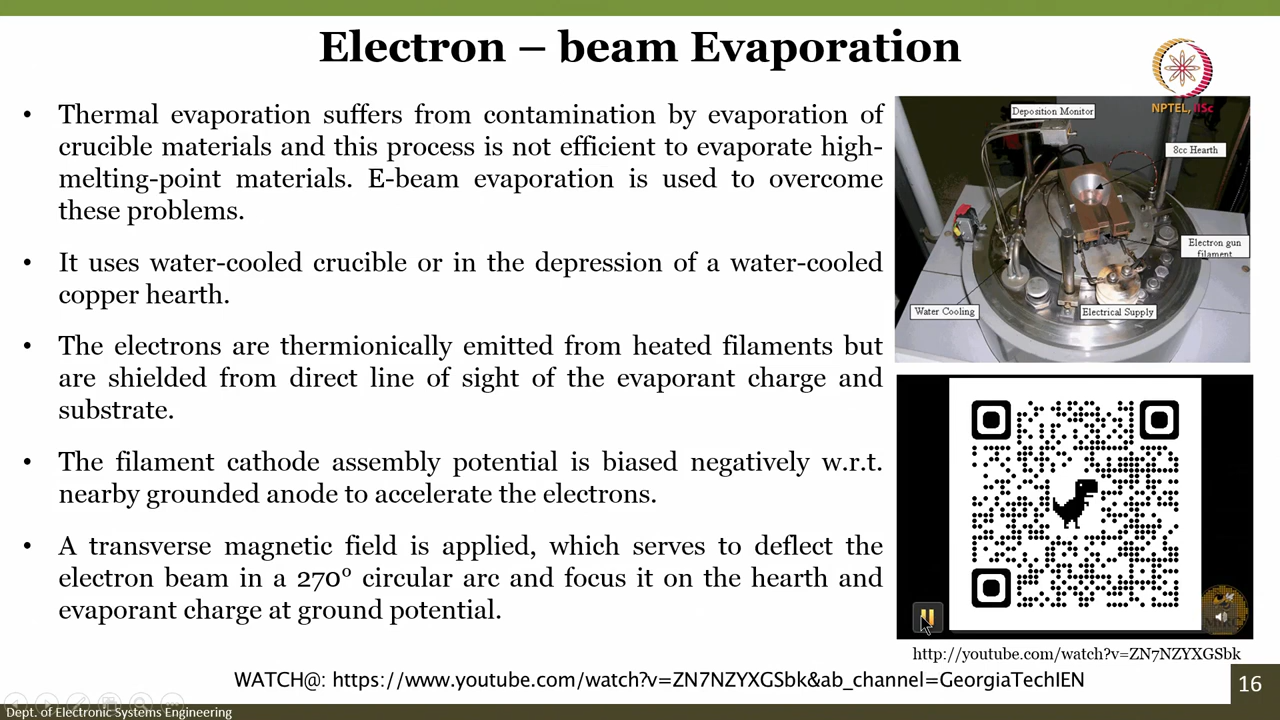 Electron – beam Evaporation
NPTEL, IISc
• Thermal evaporation suffers from contamination by evaporation of
crucible materials and this process is not efficient to evaporate high-
melting-point materials. E-beam evaporation is used to overcome
these problems.
• It uses water-cooled crucible or in the depression of a water-cooled
copper hearth.
• The electrons are thermionically emitted from heated filaments but
are shielded from direct line of sight of the evaporant charge and
substrate.
• The filament cathode assembly potential is biased negatively w.r.t.
nearby grounded anode to accelerate the electrons.
• A transverse magnetic field is applied, which serves to deflect the
electron beam in a 270° circular arc and focus it on the hearth and
evaporant charge at ground potential.
Deposition Monitor
8cc Hearth
Electron gun
filament
Water Cooling
Electrical Supply
http://youtube.com/watch?v=ZN7NZYXGSbk
WATCH@: https://www.youtube.com/watch?v=ZN7NZYXGSbk&ab_channel=GeorgiaTechIEN
16
Dept. of Electronic Systems Engineering